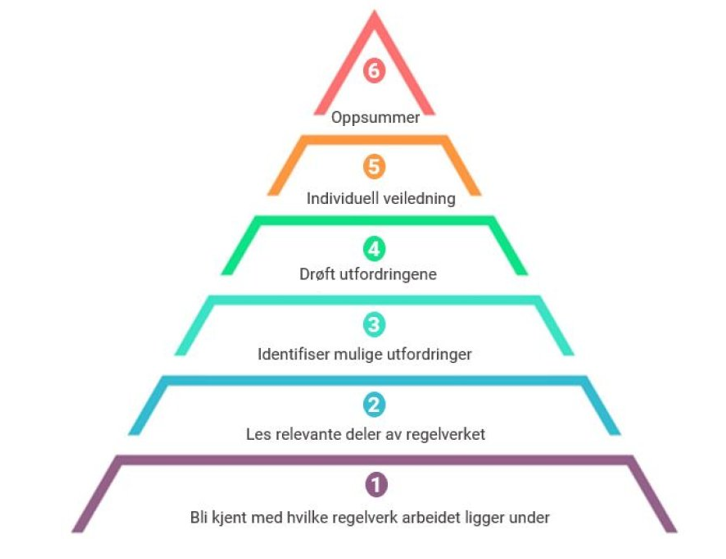 6
Oppsummer
5
Individuell veiledning
4
Drøft utfordringene
3
Identifiser mulige utfordringer
2
Les relevante deler av regelverket
1
Bli kjent med hvilke regelverk arbeidet ligger under